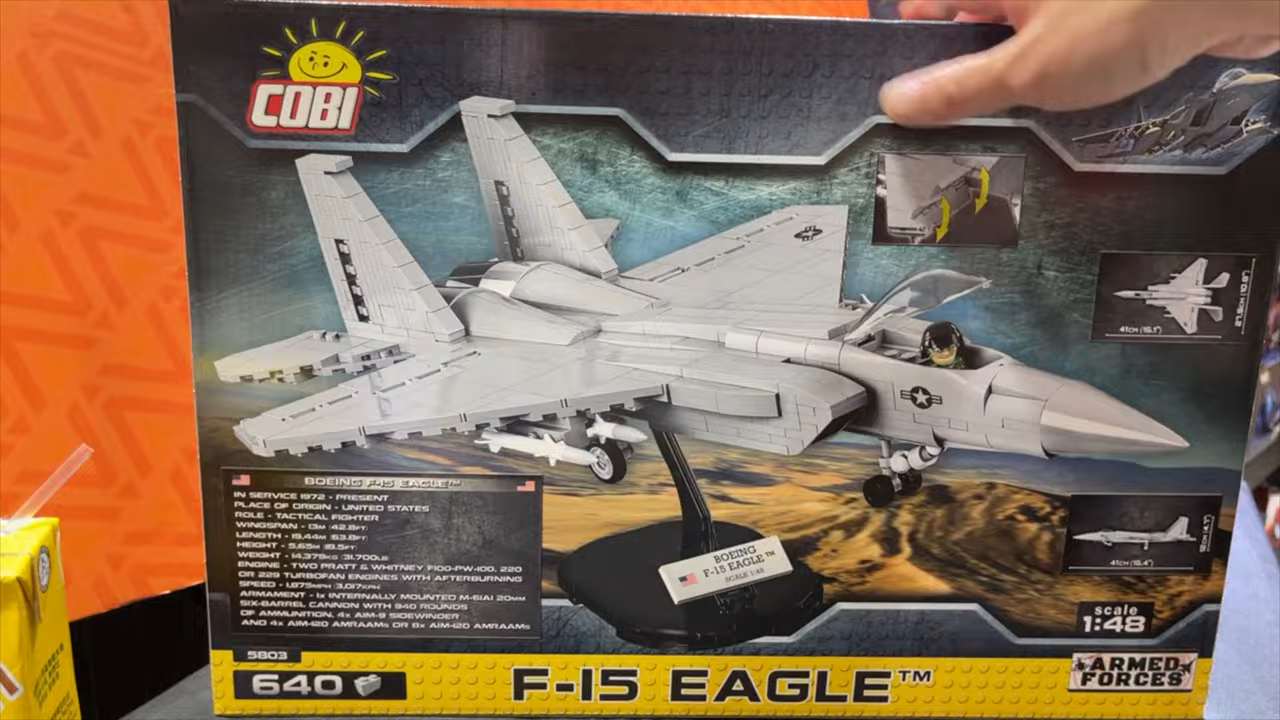 COBI
41CM (16.1")
BOEING F-15 EAGLE™
IN SERVICE 1972 - PRESENT
PLACE OF ORIGIN - UNITED STATES
ROLE - TACTICAL FIGHTER
WINGSPAN - 13M (42.8FT)
LENGTH - 19.44M (63.8FT)
HEIGHT - 5.65M (18.5FT)
WEIGHT - 14,379KG (31,700LB)
ENGINE - TWO PRATT & WHITNEY F100-PW-100, 220
OR 229 TURBOFAN ENGINES WITH AFTERBURNING
SPEED - 1,875MPH (3,017KPH)
ARMAMENT - 1X INTERNALLY MOUNTED M-61A1 20MM
SIX-BARREL CANNON WITH 940 ROUNDS
OF AMMUNITION, 4X AIM-9 SIDEWINDER
AND 4X AIM-120 AMRAAMS OR 8X AIM-120 AMRAAMS
BOEING
F-15 EAGLE™
SCALE 1:48
41CM (16.4")
scale
1:48
5803
640
F-15 EAGLE™
ARMED
FORCES